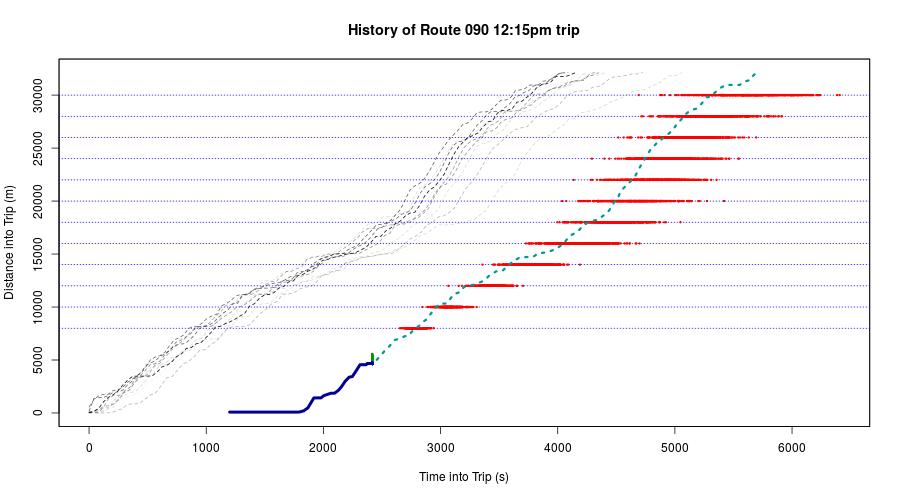 History of Route 090 12:15pm trip
Distance into Trip (m)
30000
25000
20000
15000
10000
5000
0
0 1000 2000 3000 4000 5000 6000
Time into Trip (s)